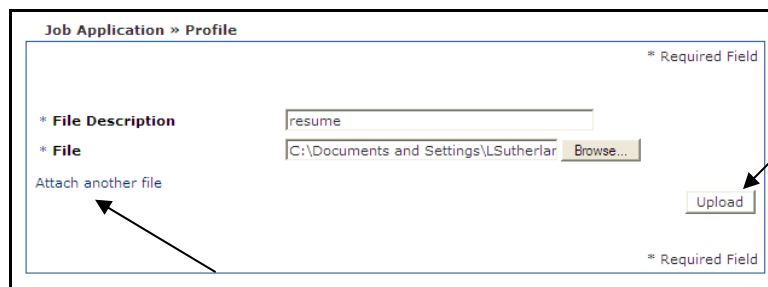 Job Application » Profile
* Required Field
* File Description resume
* File C:\Documents and Settings\LSutherlar Browse...
Attach another file
Upload
* Required Field